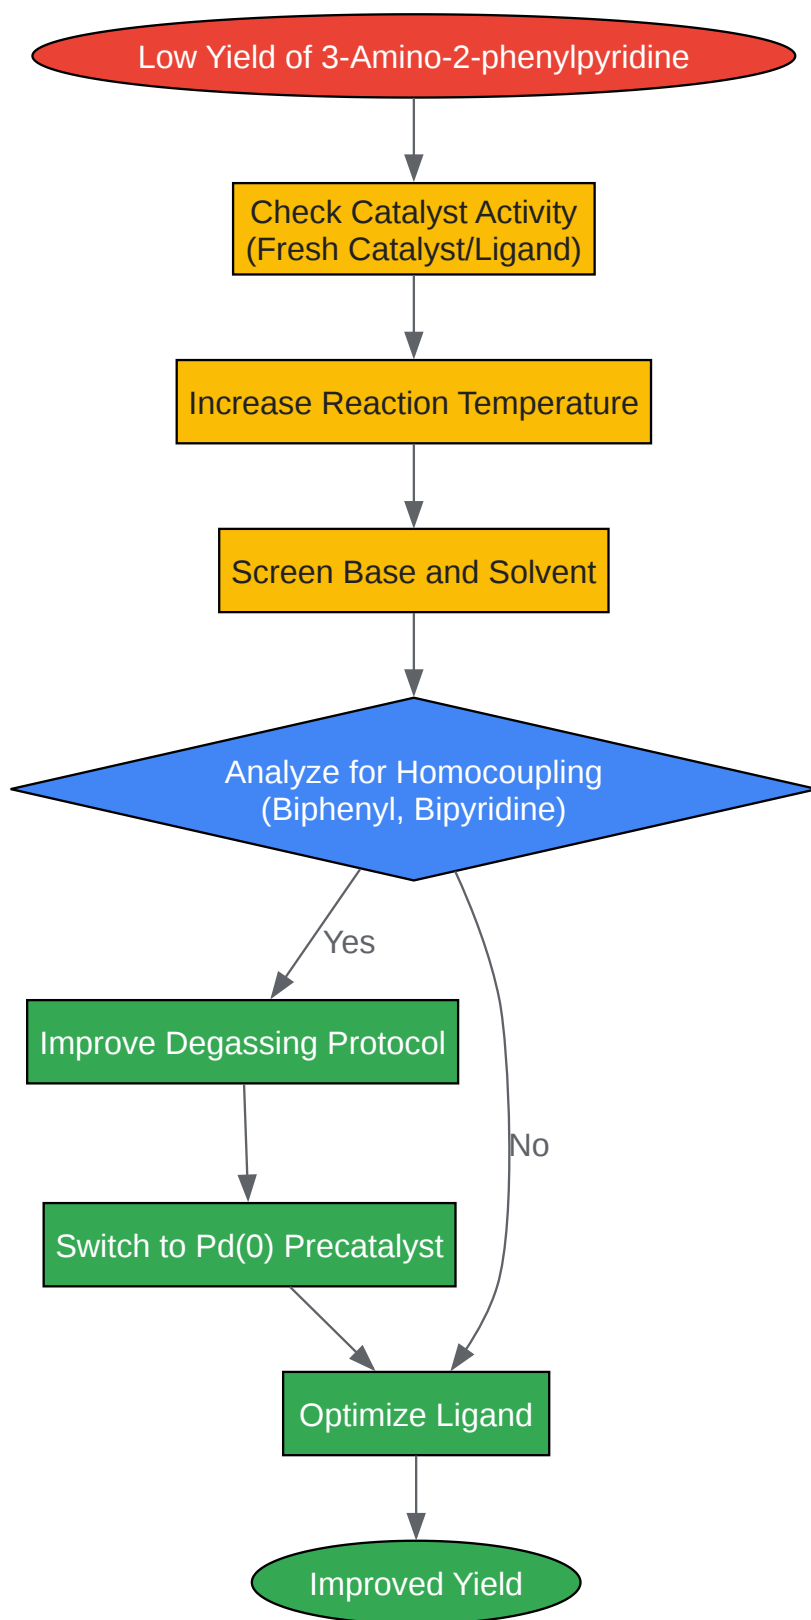 Low Yield of 3-Amino-2-phenylpyridine
Check Catalyst Activity
(Fresh Catalyst/Ligand)
Increase Reaction Temperature
Screen Base and Solvent
Analyze for Homocoupling
(Biphenyl, Bipyridine)
Yes
Improve Degassing Protocol
No
Switch to Pd(0) Precatalyst
Optimize Ligand
Improved Yield